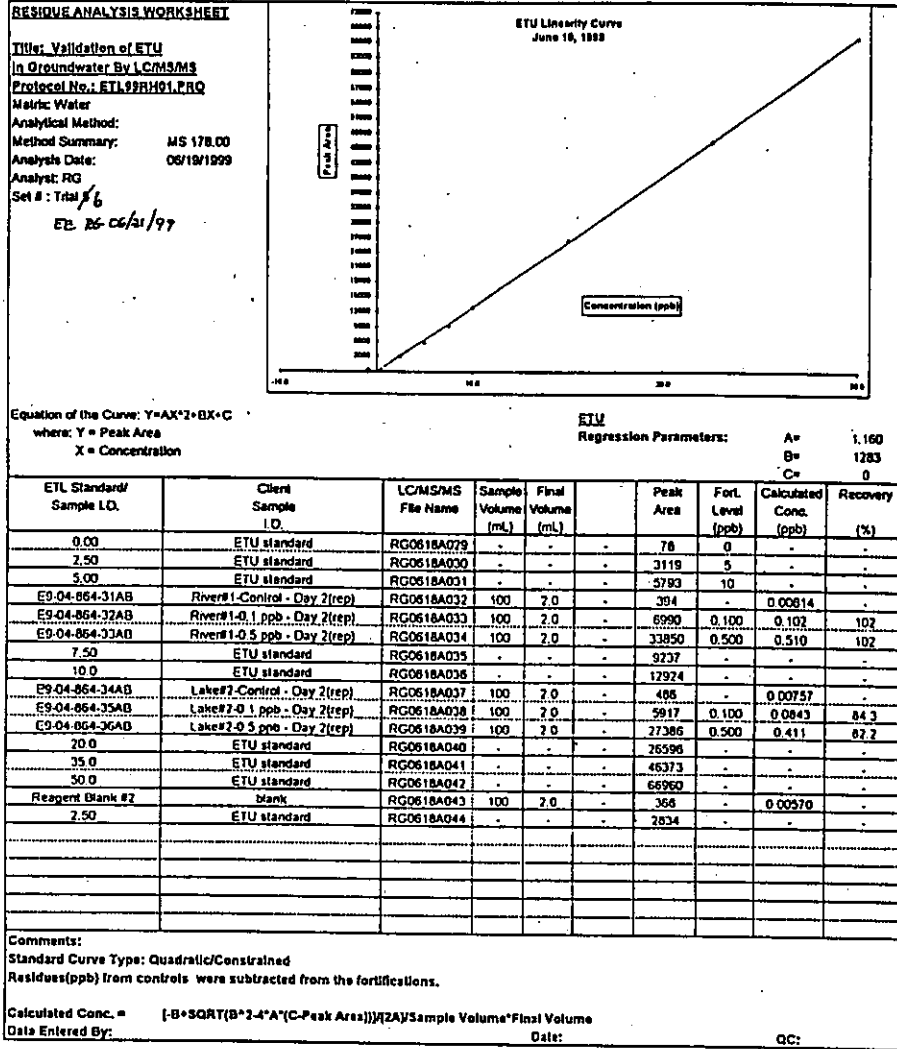 RESIDUE ANALYSIS WORKSHEET
Title: Validation of ETU
In Groundwater By LC/MS/MS
Protocol No.: ETL99RH01.PRO
Matrix: Water
Analytical Method:
Method Summary: MS 178.00
Analysis Date: 06/19/1999
Analyst: RG
Set # : Trial 6
ETU Linearity Curve
Peak Area
Concentration (ppb)
Equation of the Curve: Y=AX^2+BX+C
where: Y = Peak Area
X = Concentration
ETU
Regression Parameters: A= 1.160
B= 1283
C= 0
ETL Standard/ Sample I.D. Client Sample I.D. LC/MS/MS File Name Sample Volume (mL) Final Volume (mL) Peak Area Fort. Level (ppb) Calculated Conc. (ppb) Recovery (%)
0.00 ETU standard RG0618A029 - - - 76 0 - -
2.50 ETU standard RG0618A030 - - - 3119 5 - -
5.00 ETU standard RG0618A031 - - - 5793 10 - -
E9-04-864-31AB River#1-Control - Day 2(rep) RG0618A032 100 2.0 - 394 - 0.00614 -
E9-04-864-32AB River#1-0.1 ppb - Day 2(rep) RG0618A033 100 2.0 - 6990 0.100 0.102 102
E9-04-864-33AB River#1-0.5 ppb - Day 2(rep) RG0618A034 100 2.0 - 33850 0.500 0.510 102
7.50 ETU standard RG0618A035 - - - 9237 - - -
10.0 ETU standard RG0618A036 - - - 12924 - - -
E9-04-864-34AB Lake#2-Control - Day 2(rep) RG0618A037 100 2.0 - 486 - 0.00757 -
E9-04-864-35AB Lake#2-0.1 ppb - Day 2(rep) RG0618A038 100 2.0 - 5917 0.100 0.0843 84.3
E9-04-864-36AB Lake#2-0.5 ppb - Day 2(rep) RG0618A039 100 2.0 - 27386 0.500 0.411 82.2
20.0 ETU standard RG0618A040 - - - 26596 - - -
35.0 ETU standard RG0618A041 - - - 46373 - - -
50.0 ETU standard RG0618A042 - - - 66960 - - -
Reagent Blank #2 blank RG0618A043 100 2.0 - 366 - 0.00570 -
2.50 ETU standard RG0618A044 - - - 2834 - - -
Comments:
Standard Curve Type: Quadratic/Constrained
Residues(ppb) from controls were subtracted from the fortifications.
Calculated Conc. = [-B+SQRT(B^2-4*A*(C-Peak Area))]/(2A)/Sample Volume*Final Volume
Data Entered By: Date: QC: